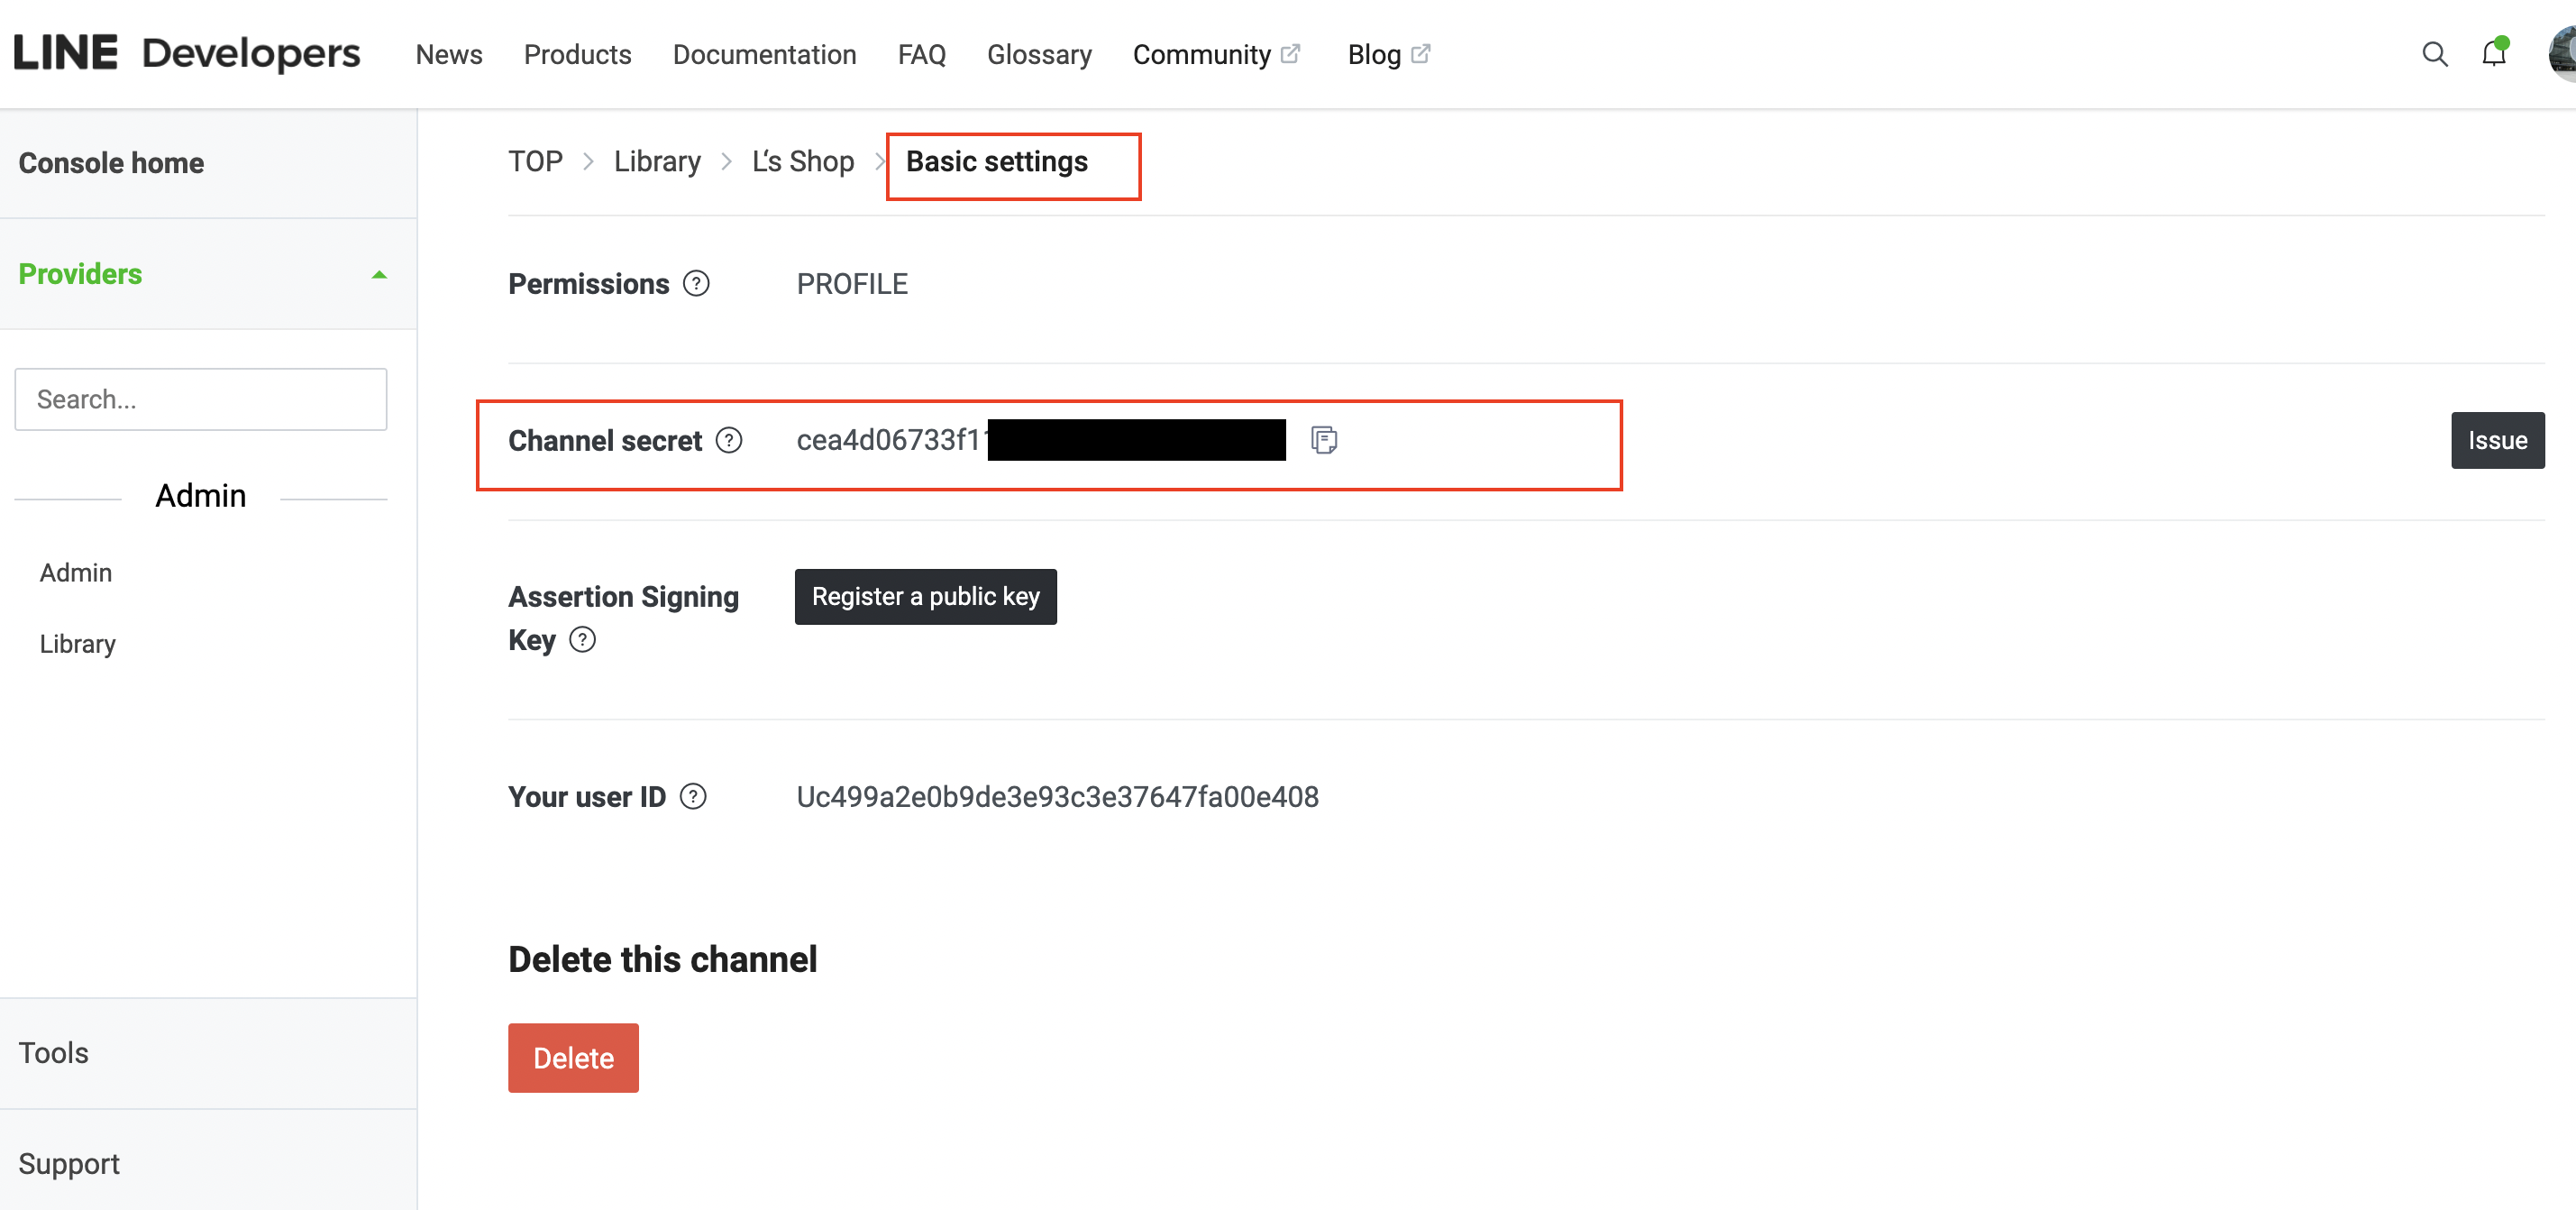 LINE Developers News Products Documentation FAQ Glossary Community Blog
Console home
Providers
Search...
Admin
Admin
Library
Tools
Support
TOP > Library > L‘s Shop > Basic settings
Permissions ? PROFILE
Channel secret ? cea4d06733f11 Issue
Assertion Signing
Key ?
Register a public key
Your user ID ? Uc499a2e0b9de3e93c3e37647fa00e408
Delete this channel
Delete